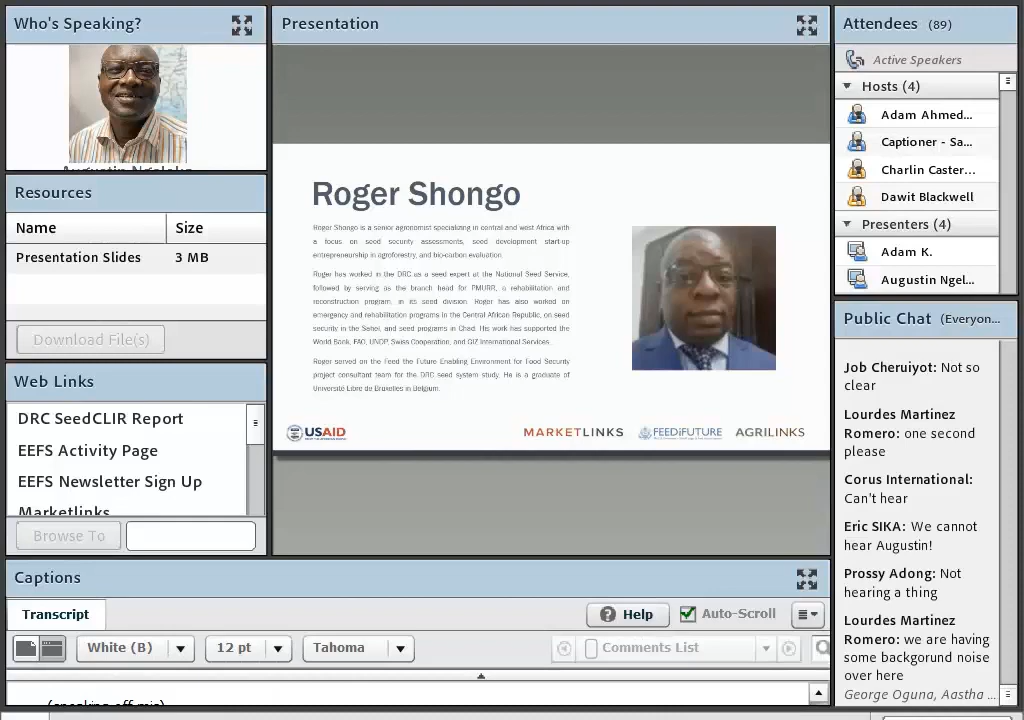 Who's Speaking?
Augustin Ngeleka
Resources
Name Size
Presentation Slides 3 MB
Download File(s)
Web Links
DRC SeedCLIR Report
EEFS Activity Page
EEFS Newsletter Sign Up
Marketlinks
Browse To
Presentation
Roger Shongo
Roger Shongo is a senior agronomist specializing in central and west Africa with
a focus on seed security assessments, seed development start-up
entrepreneurship in agroforestry, and bio-carbon evaluation.
Roger has worked in the DRC as a seed expert at the National Seed Service,
followed by serving as the branch head for PMURR, a rehabilitation and
reconstruction program, in its seed division. Roger has also worked on
emergency and rehabilitation programs in the Central African Republic, on seed
security in the Sahel, and seed programs in Chad. His work has supported the
World Bank, FAO, UNDP, Swiss Cooperation, and GIZ International Services.
Roger served on the Feed the Future Enabling Environment for Food Security
project consultant team for the DRC seed system study. He is a graduate of
Université Libre de Bruxelles in Belgium.
USAID
MARKETLINKS
FEED the FUTURE
AGRILINKS
Captions
Transcript
Help
Auto-Scroll
White (B)
12 pt
Tahoma
Comments List
(speaking off mic)
Attendees (89)
Active Speakers
Hosts (4)
Adam Ahmed...
Captioner - Sa...
Charlin Caster...
Dawit Blackwell
Presenters (4)
Adam K.
Augustin Ngel...
Public Chat (Everyon...
Job Cheruiyot: Not so
clear
Lourdes Martinez
Romero: one second
please
Corus International:
Can't hear
Eric SIKA: We cannot
hear Augustin!
Prossy Adong: Not
hearing a thing
Lourdes Martinez
Romero: we are having
some backgorund noise
over here
George Oguna, Aastha ...